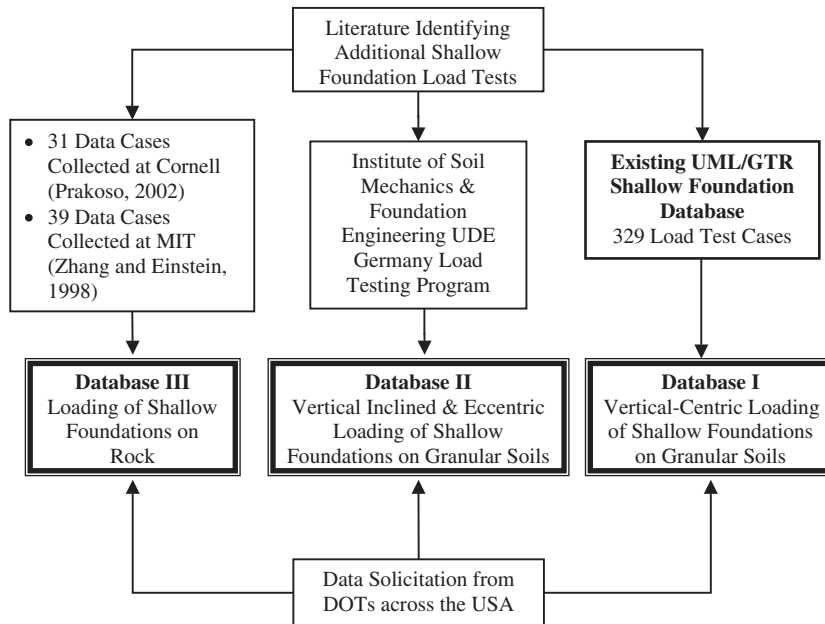 Literature Identifying
Additional Shallow
Foundation Load Tests
• 31 Data Cases
Collected at Cornell
(Prakoso, 2002)
• 39 Data Cases
Collected at MIT
(Zhang and Einstein,
1998)
Institute of Soil
Mechanics &
Foundation
Engineering UDE
Germany Load
Testing Program
Existing UML/GTR
Shallow Foundation
Database
329 Load Test Cases
Database III
Loading of Shallow
Foundations on
Rock
Database II
Vertical Inclined & Eccentric
Loading of Shallow
Foundations on Granular Soils
Database I
Vertical-Centric Loading
of Shallow Foundations
on Granular Soils
Data Solicitation from
DOTs across the USA